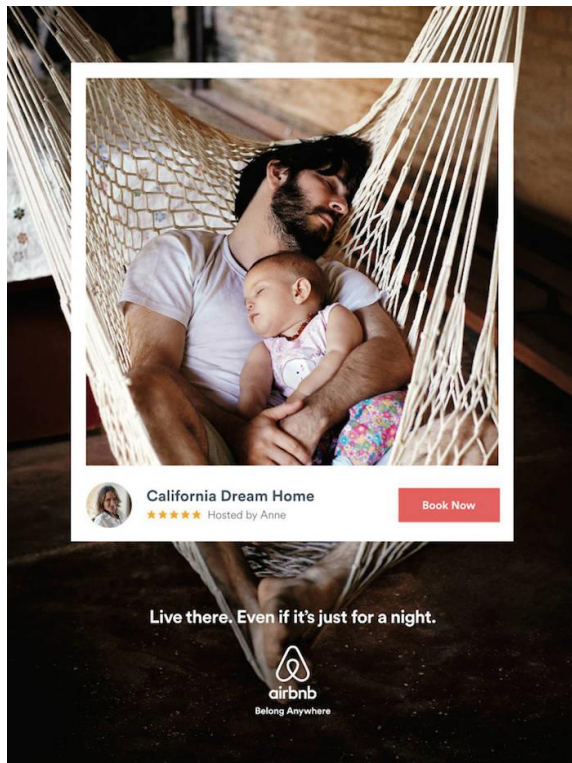 California Dream Home
Hosted by Anne
Book Now
Live there. Even if it's just for a night.
airbnb
Belong Anywhere